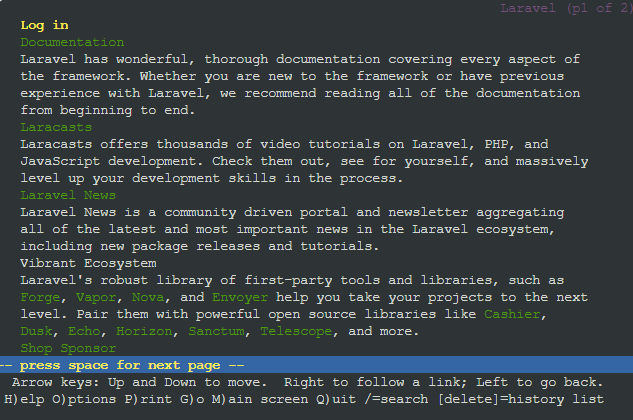 Laravel (p1 of 2)
Log in
Documentation
Laravel has wonderful, thorough documentation covering every aspect of
the framework. Whether you are new to the framework or have previous
experience with Laravel, we recommend reading all of the documentation
from beginning to end.
Laracasts
Laracasts offers thousands of video tutorials on Laravel, PHP, and
JavaScript development. Check them out, see for yourself, and massively
level up your development skills in the process.
Laravel News
Laravel News is a community driven portal and newsletter aggregating
all of the latest and most important news in the Laravel ecosystem,
including new package releases and tutorials.
Vibrant Ecosystem
Laravel's robust library of first-party tools and libraries, such as
Forge, Vapor, Nova, and Envoyer help you take your projects to the next
level. Pair them with powerful open source libraries like Cashier,
Dusk, Echo, Horizon, Sanctum, Telescope, and more.
Shop Sponsor
-- press space for next page --
Arrow keys: Up and Down to move.  Right to follow a link; Left to go back.
H)elp O)ptions P)rint G)o M)ain screen Q)uit /=search [delete]=history list